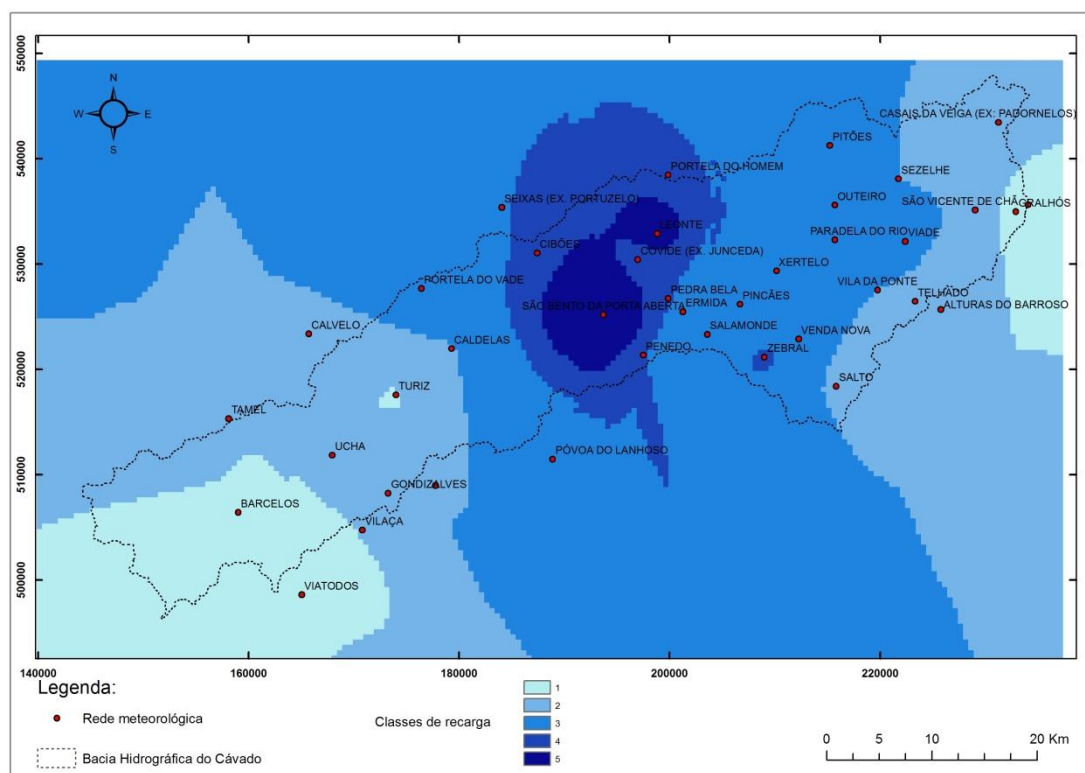 550000
540000
530000
520000
510000
500000
N
W
E
S
CASAIS DA VEIGA (EX: PADORNELOS)
PITÕES
PORTELA DO HOMEM
SEZELHE
SEIXAS (EX. PORTUZELO)
OUTEIRO
SÃO VICENTE DE CHÃ
GRALHÓS
LEONTE
PARADELA DO RIO
VIADE
CIBÕES
COVIDE (EX. JUNCEDA)
XERTELO
PORTELA DO VADE
VILA DA PONTE
PEDRA BELA
SÃO BENTO DA PORTA ABERTA
ERMIDA
PINCÃES
TELHADO
ALTURAS DO BARROSO
CALVELO
SALAMONDE
VENDA NOVA
CALDELAS
PENEDO
ZEBRAL
TURIZ
SALTO
TAMEL
UCHA
PÓVOA DO LANHOSO
GONDIZALVES
BARCELOS
VILAÇA
VIATODOS
140000
160000
180000
200000
220000
Legenda:
Rede meteorológica
Bacia Hidrográfica do Cávado
Classes de recarga
1
2
3
4
5
0 5 10 20 Km